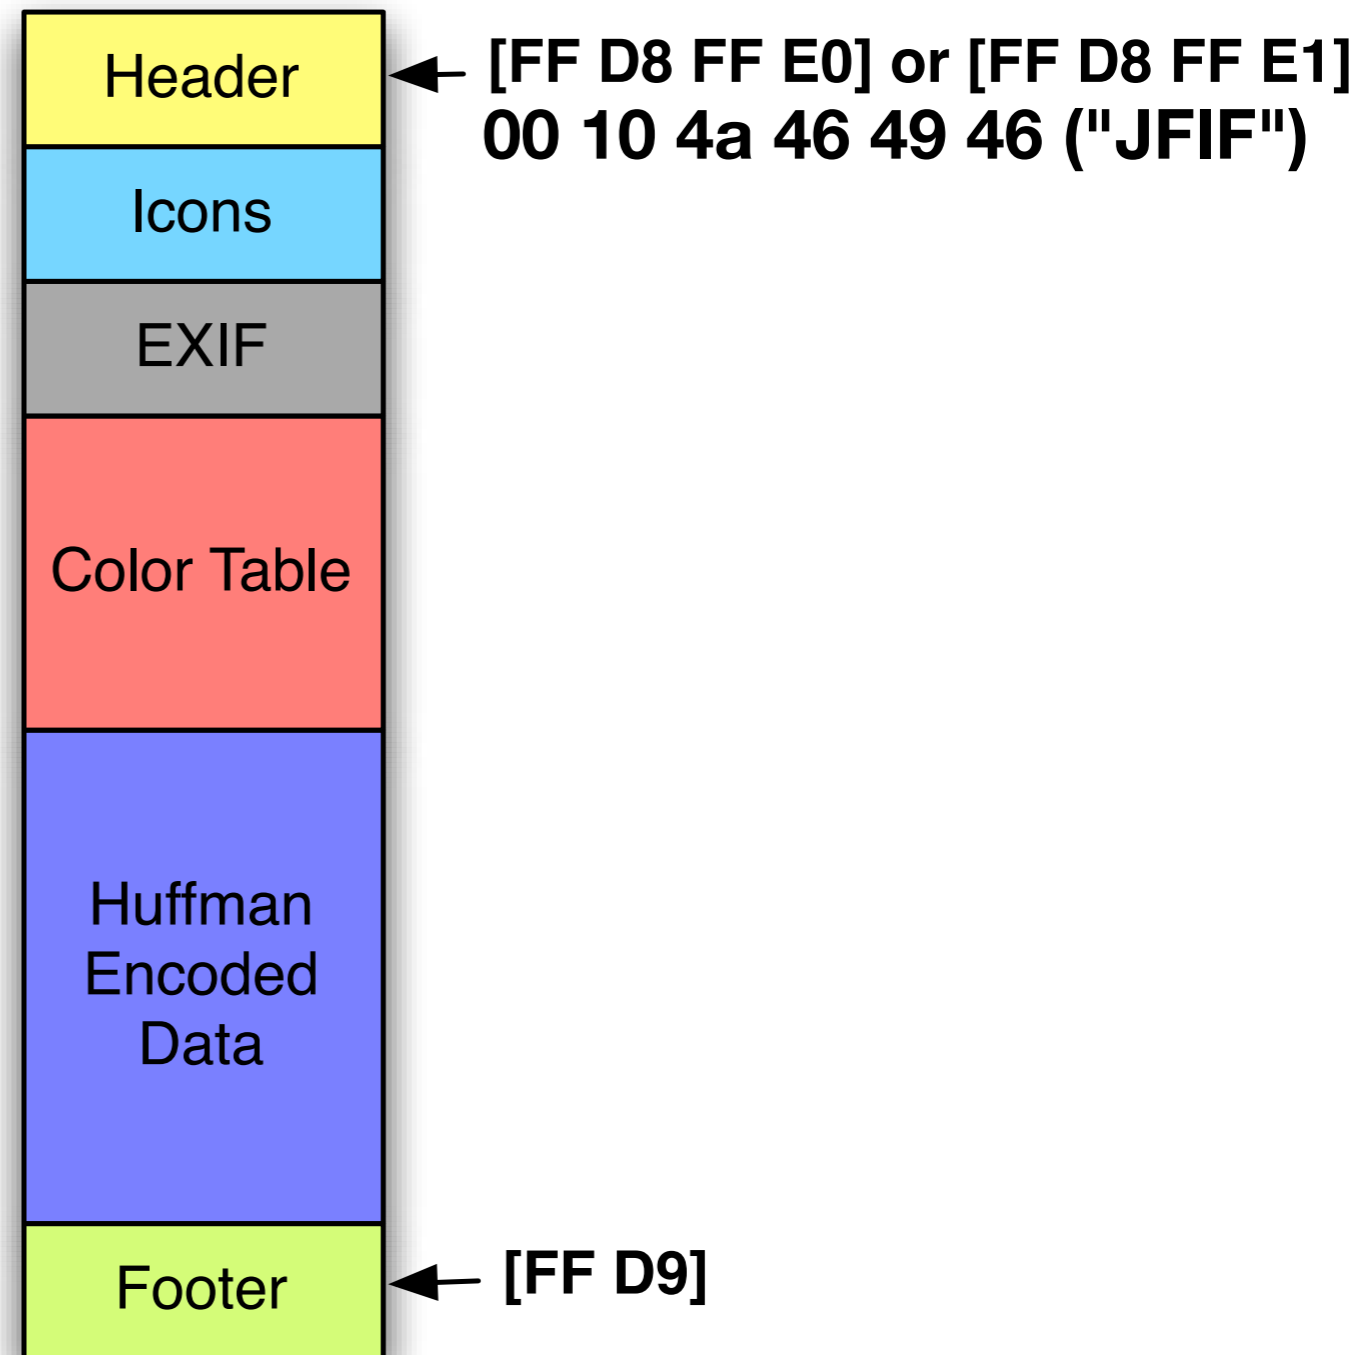 Header
[FF D8 FF E0] or [FF D8 FF E1]
00 10 4a 46 49 46 ("JFIF")
Icons
EXIF
Color Table
Huffman
Encoded
Data
Footer
[FF D9]